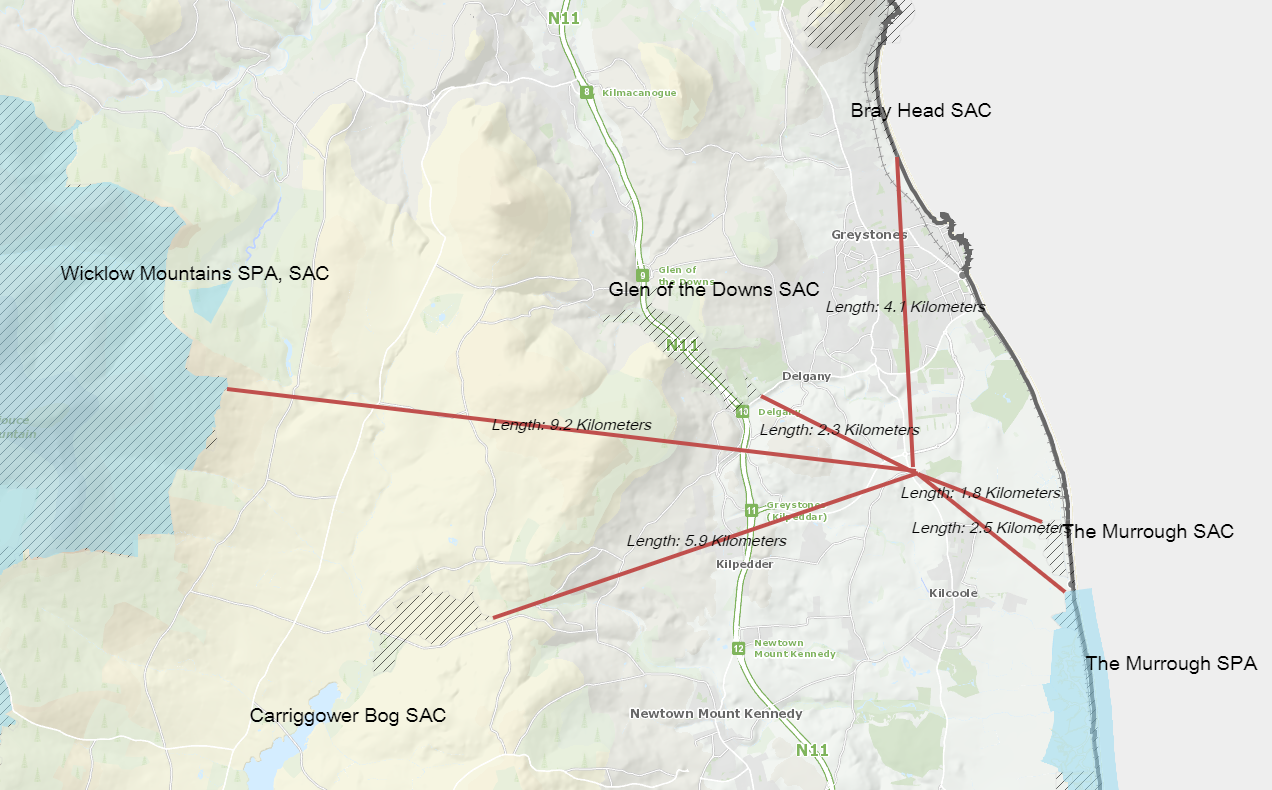 N11
8
Kilmacanogue
Bray Head SAC
Greystones
Wicklow Mountains SPA, SAC
9
Glen of
the Downs
Glen of the Downs SAC
Length: 4.1 Kilometers
N11
Delgany
10
Delgany
Length: 9.2 Kilometers
Length: 2.3 Kilometers
Length: 1.8 Kilometers
11
Greystones
(Kilpeddar)
Length: 2.5 Kilometers
The Murrough SAC
Length: 5.9 Kilometers
Kilpedder
Kilcoole
12
Newtown
Mount Kennedy
The Murrough SPA
Carriggower Bog SAC
Newtown Mount Kennedy
N11